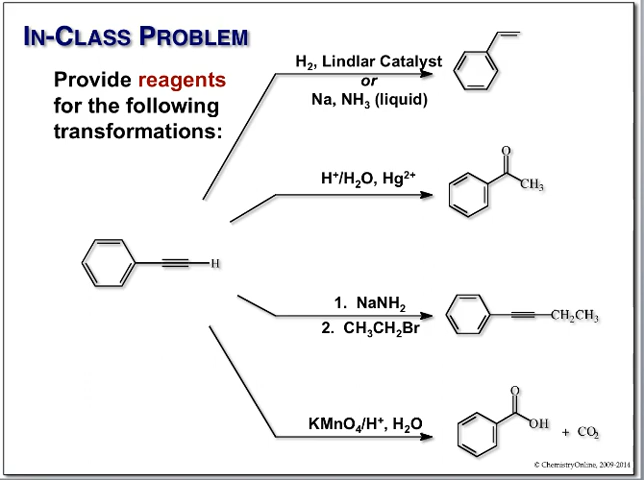 IN-CLASS PROBLEM
Provide reagents
for the following
transformations:
H₂, Lindlar Catalyst
or
Na, NH₃ (liquid)
H⁺/H₂O, Hg²⁺
O
CH₃
H
1. NaNH₂
2. CH₃CH₂Br
CH₂CH₃
KMnO₄/H⁺, H₂O
O
OH
+ CO₂
© ChemistryOnline, 2009-2014